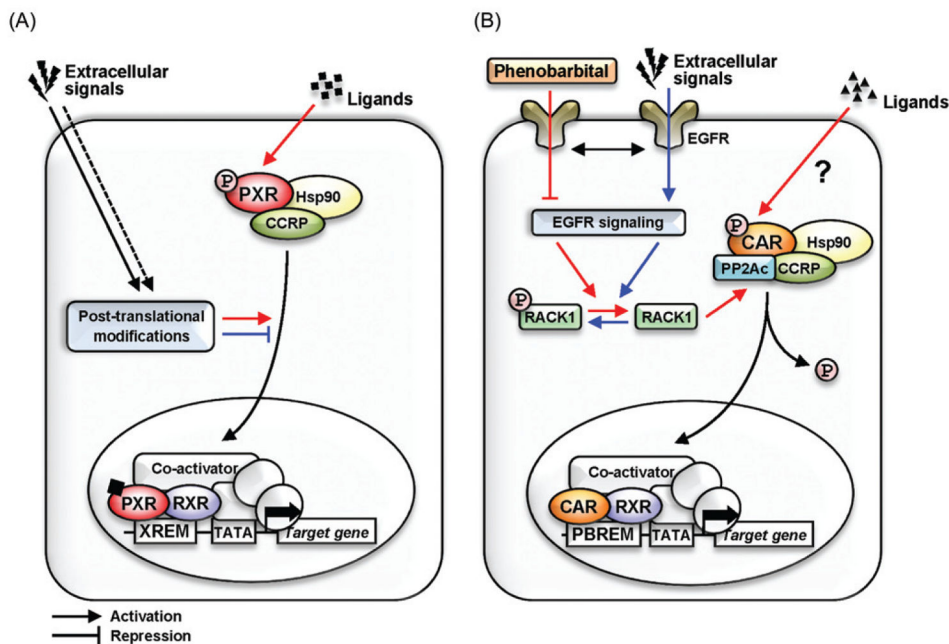 (A)
Extracellular
signals
Ligands
P
PXR
Hsp90
CCRP
Post-translational
modifications
Co-activator
PXR
RXR
XREM
TATA
Target gene
Activation
Repression
(B)
Phenobarbital
Extracellular
signals
Ligands
EGFR
?
EGFR signaling
P
CAR
Hsp90
PP2Ac
CCRP
P
RACK1
RACK1
P
Co-activator
CAR
RXR
PBREM
TATA
Target gene